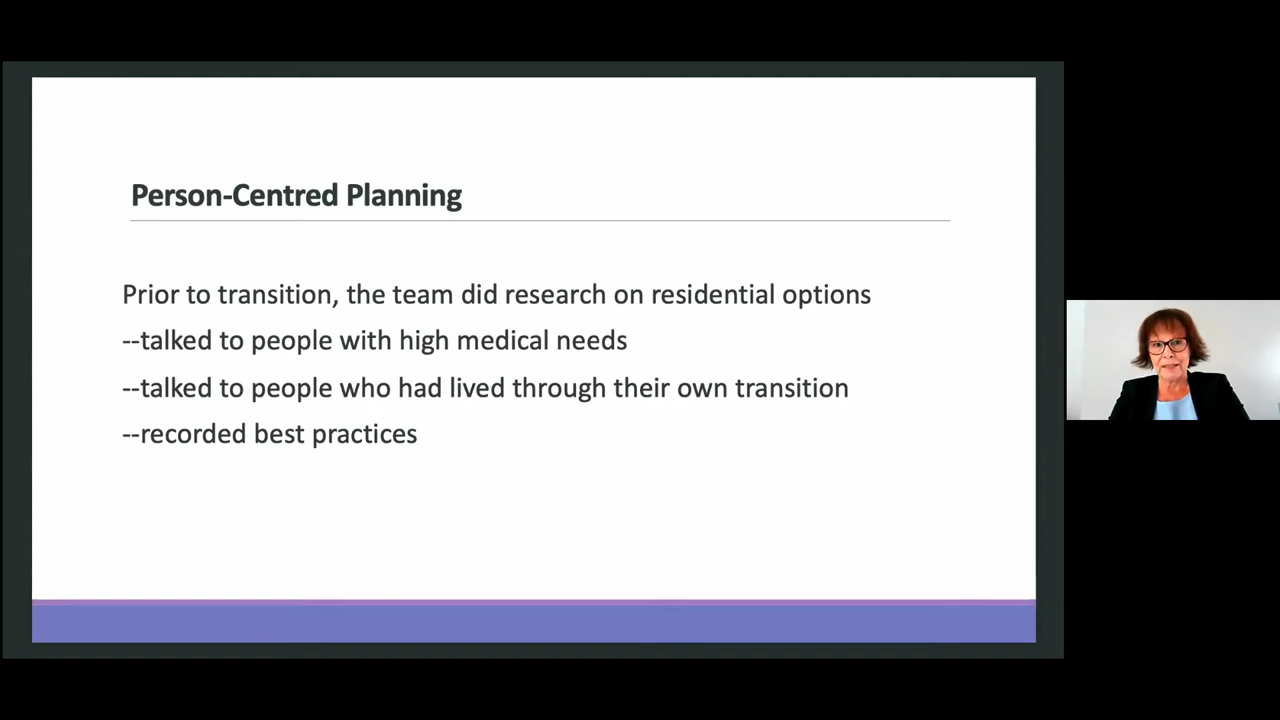 Person-Centred Planning
Prior to transition, the team did research on residential options
--talked to people with high medical needs
--talked to people who had lived through their own transition
--recorded best practices